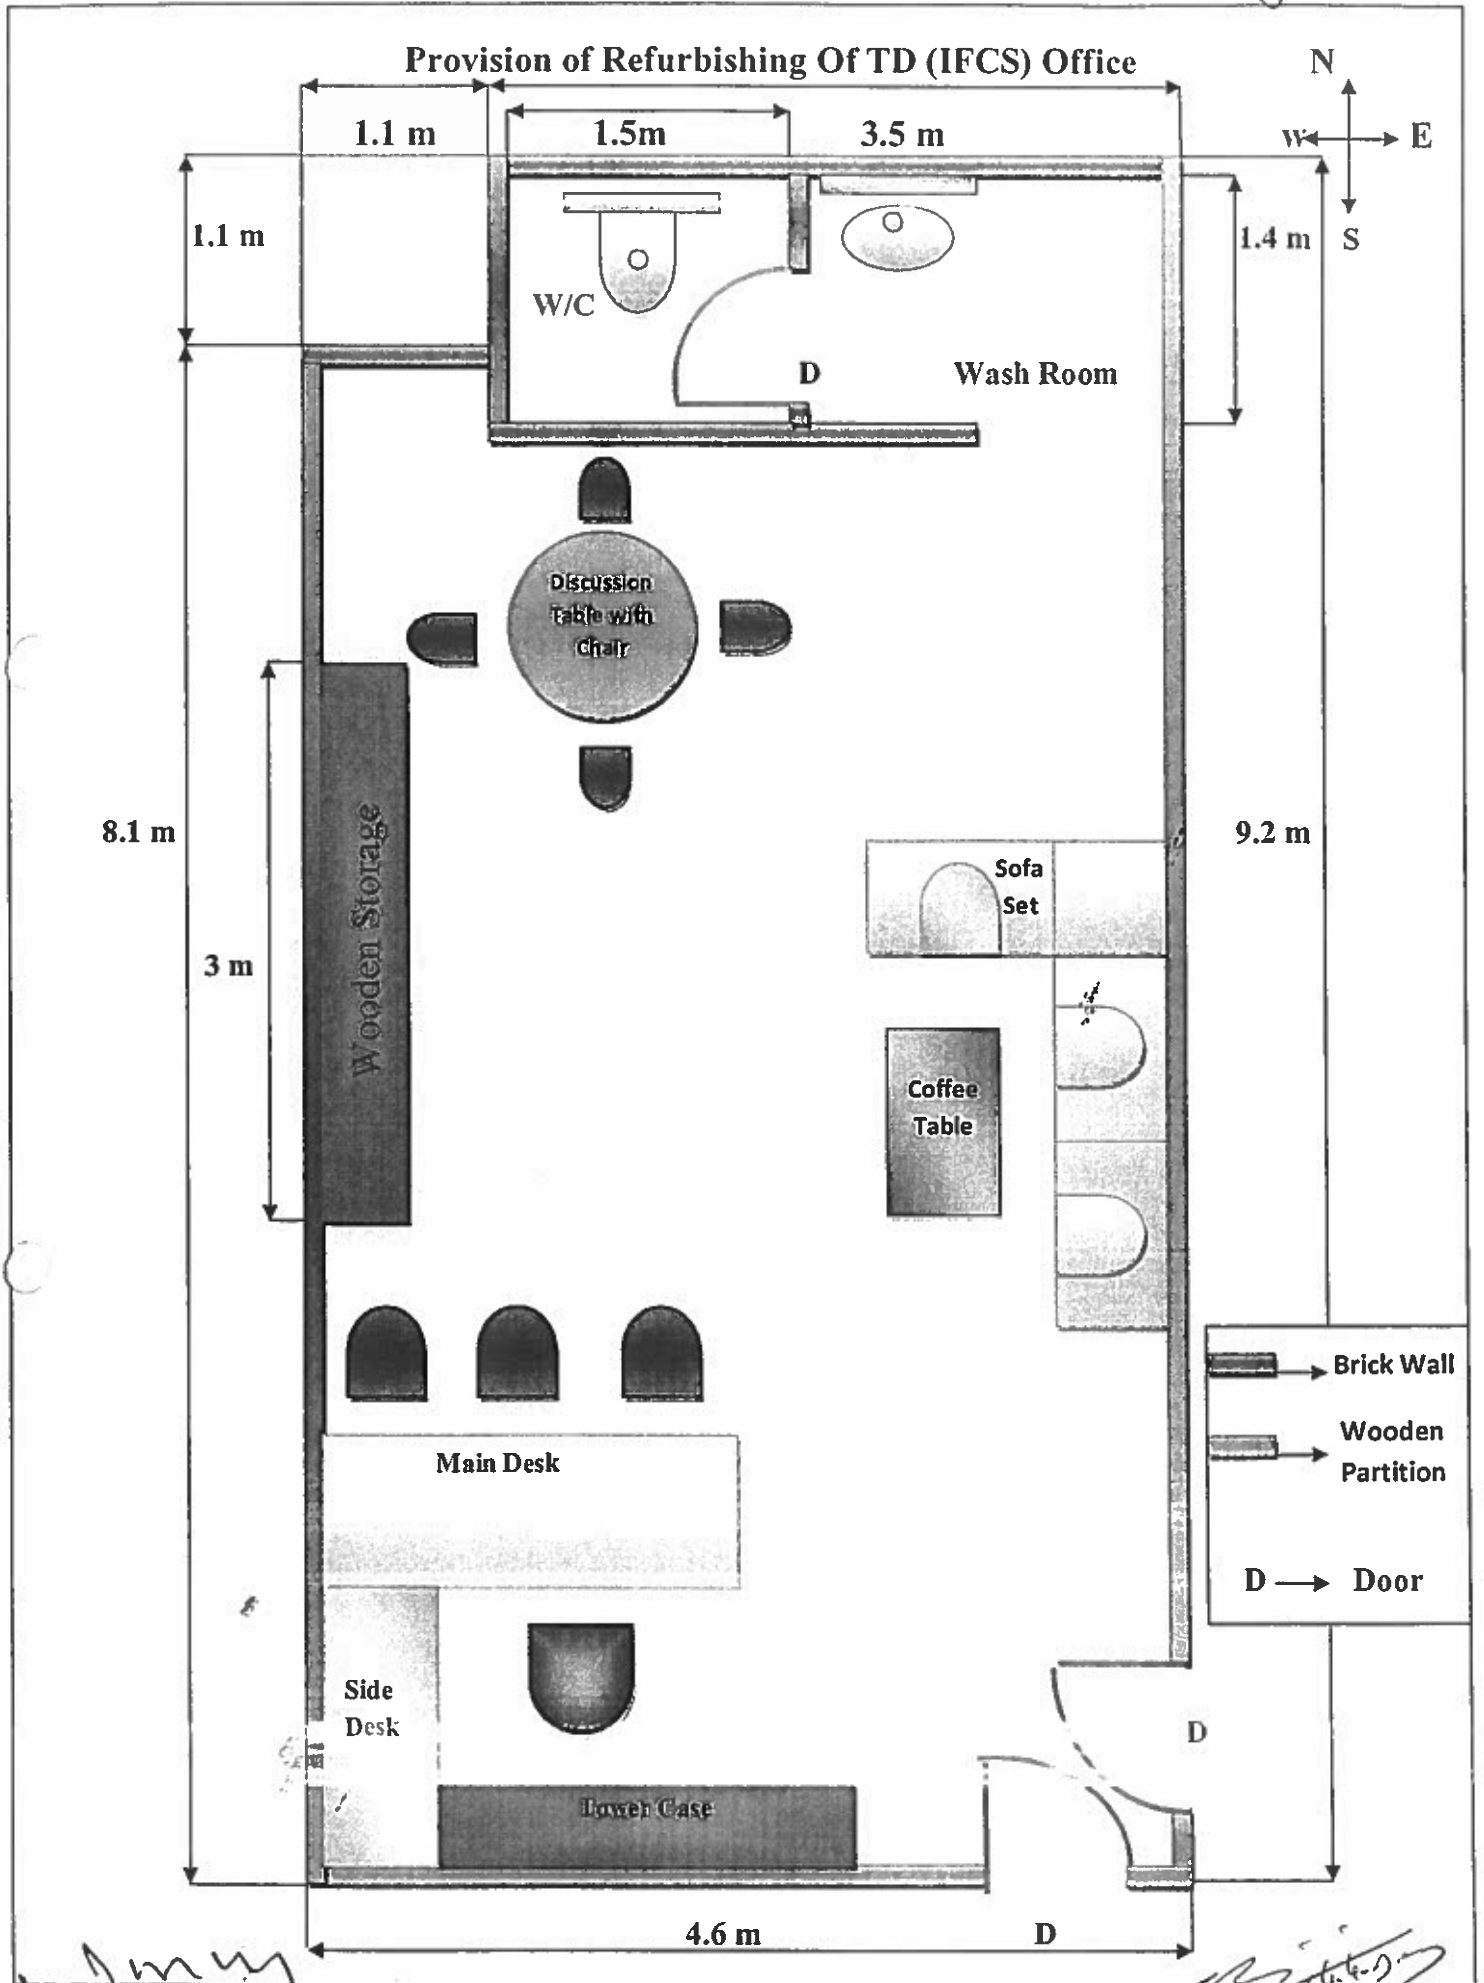 Provision of Refurbishing Of TD (IFCS) Office
N
1.1 m
1.5m
3.5 m
W
E
1.1 m
1.4 m
S
W/C
D
Wash Room
Discussion
Table with
Chair
8.1 m
9.2 m
Wooden Storage
Sofa
Set
3 m
Coffee
Table
Brick Wall
Wooden
Partition
Main Desk
D
Door
Side
Desk
D
Lower Case
4.6 m
D